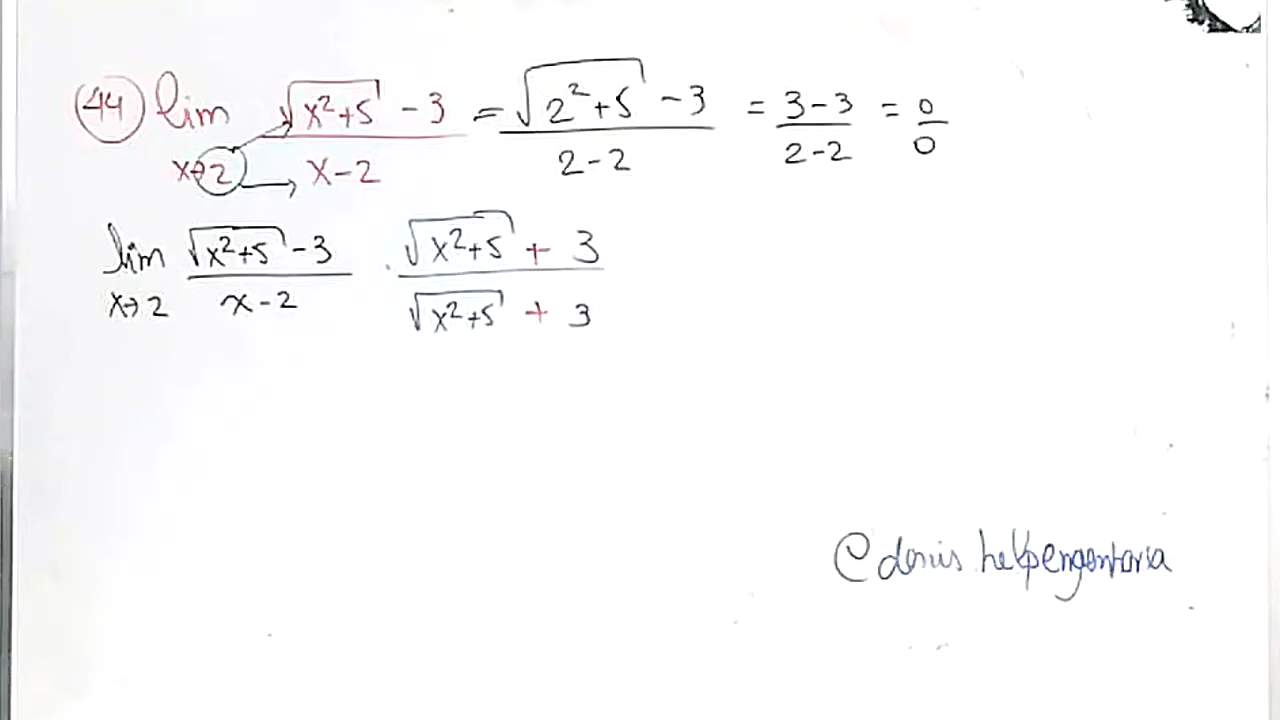 44 lim x→2 (√(x²+5) - 3)/(x-2) = (√(2²+5) - 3)/(2-2) = (3-3)/(2-2) = 0/0
lim x→2 (√(x²+5) - 3)/(x-2) · (√(x²+5) + 3)/(√(x²+5) + 3)
@denis.helpengenharia